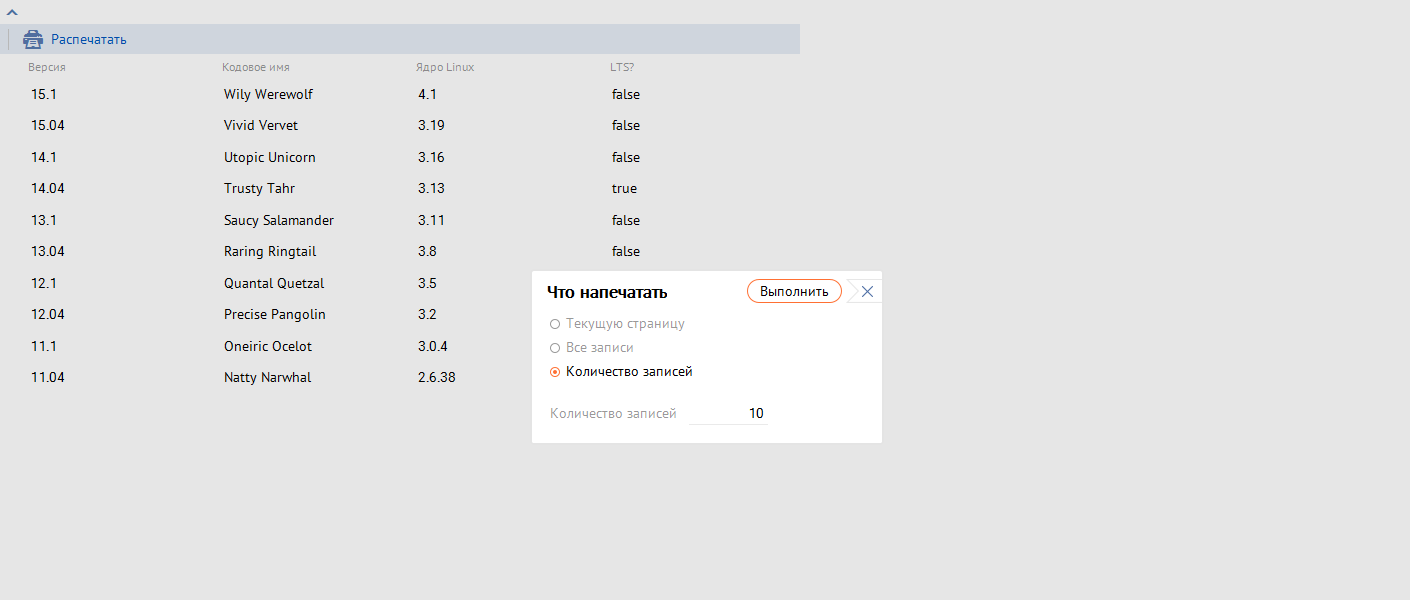 Распечатать
Версия Кодовое имя Ядро Linux LTS?
15.1 Wily Werewolf 4.1 false
15.04 Vivid Vervet 3.19 false
14.1 Utopic Unicorn 3.16 false
14.04 Trusty Tahr 3.13 true
13.1 Saucy Salamander 3.11 false
13.04 Raring Ringtail 3.8 false
12.1 Quantal Quetzal 3.5
12.04 Precise Pangolin 3.2
11.1 Oneiric Ocelot 3.0.4
11.04 Natty Narwhal 2.6.38
Что напечатать Выполнить
Текущую страницу
Все записи
Количество записей
Количество записей 10